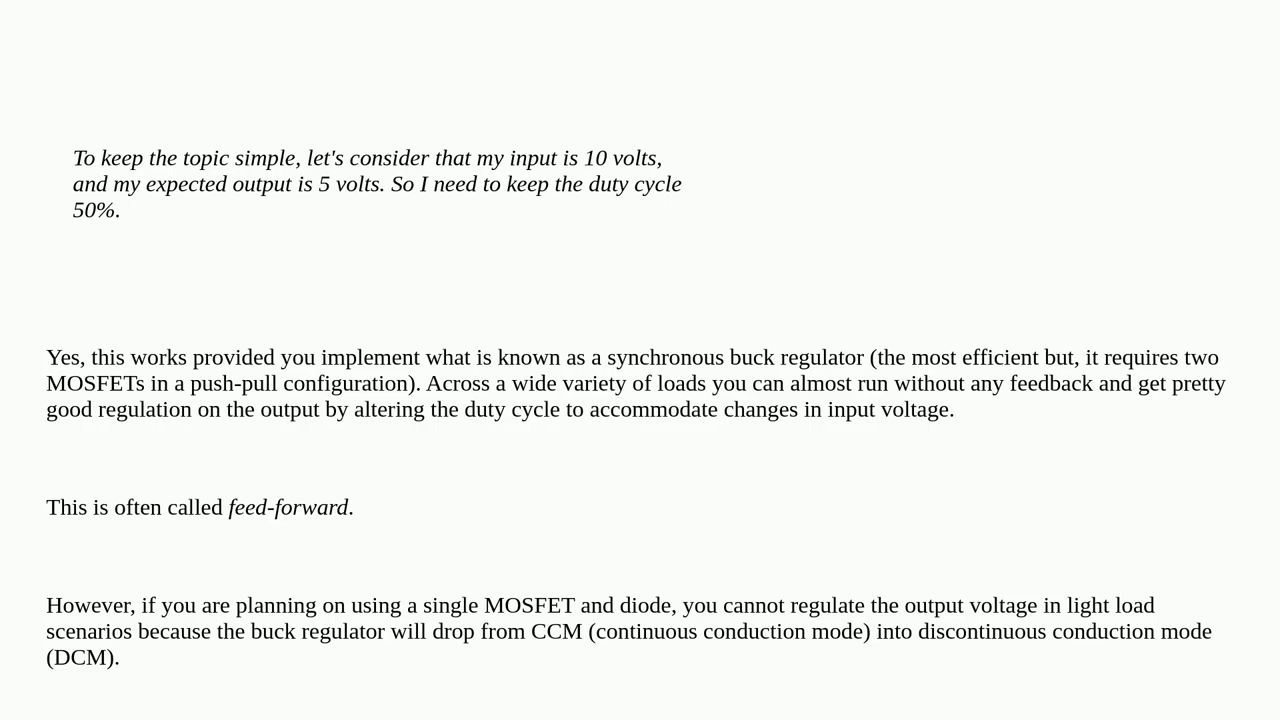 To keep the topic simple, let's consider that my input is 10 volts,
and my expected output is 5 volts. So I need to keep the duty cycle
50%.
Yes, this works provided you implement what is known as a synchronous buck regulator (the most efficient but, it requires two
MOSFETs in a push-pull configuration). Across a wide variety of loads you can almost run without any feedback and get pretty
good regulation on the output by altering the duty cycle to accommodate changes in input voltage.
This is often called feed-forward.
However, if you are planning on using a single MOSFET and diode, you cannot regulate the output voltage in light load
scenarios because the buck regulator will drop from CCM (continuous conduction mode) into discontinuous conduction mode
(DCM).